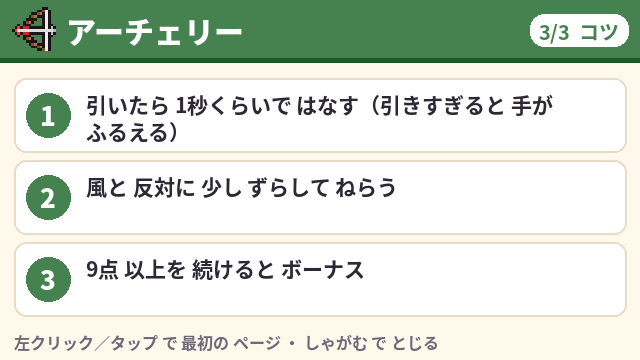 アーチェリー
3/3 コツ
1
引いたら 1秒くらいで はなす（引きすぎると 手が
ふるえる）
2
風と 反対に 少し ずらして ねらう
3
9点 以上を 続けると ボーナス
左クリック／タップ で 最初の ページ ・ しゃがむ で とじる